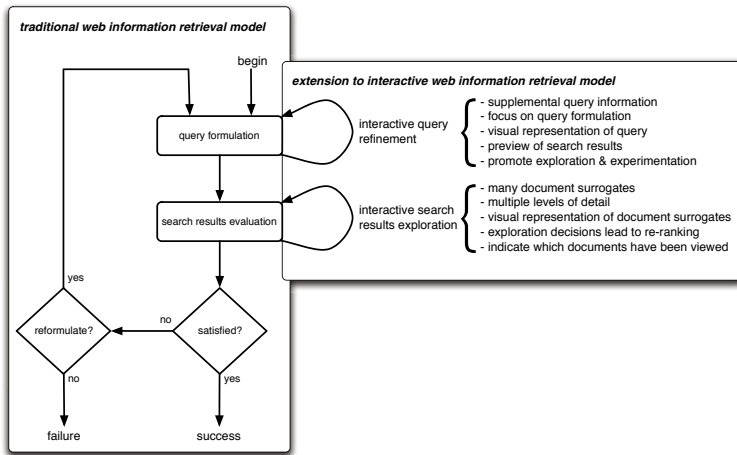 traditional web information retrieval model
begin
query formulation
search results evaluation
yes
reformulate?
no
satisfied?
no
yes
failure
success
extension to interactive web information retrieval model
interactive query
refinement
- supplemental query information
- focus on query formulation
- visual representation of query
- preview of search results
- promote exploration & experimentation
interactive search
results exploration
- many document surrogates
- multiple levels of detail
- visual representation of document surrogates
- exploration decisions lead to re-ranking
- indicate which documents have been viewed